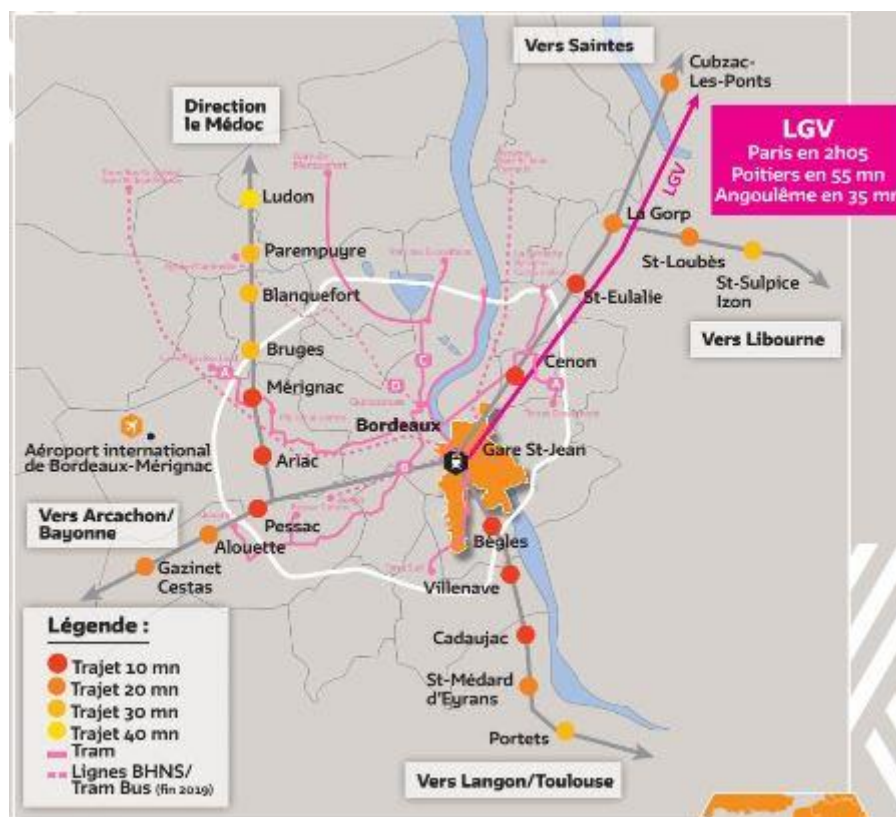 Vers Saintes
Cubzac-
Les-Ponts
Direction
le Médoc
LGV
Paris en 2h05
Poitiers en 55 mn
Angoulême en 35 mn
LGV
Ludon
La Gorp
Parempuyre
St-Loubès
St-Sulpice
Izon
Blanquefort
St-Eulalie
Vers Libourne
Bruges
Cenon
C
A
A
D
Mérignac
Bordeaux
Aéroport international
de Bordeaux-Mérignac
Arlac
Gare St-Jean
Vers Arcachon/
Bayonne
Pessac
Bègles
Alouette
Gazinet
Cestas
Villenave
Légende :
Trajet 10 mn
Trajet 20 mn
Trajet 30 mn
Trajet 40 mn
Tram
Lignes BHNS/
Tram Bus (fin 2019)
Cadaujac
St-Médard
d'Eyrans
Portets
Vers Langon/Toulouse